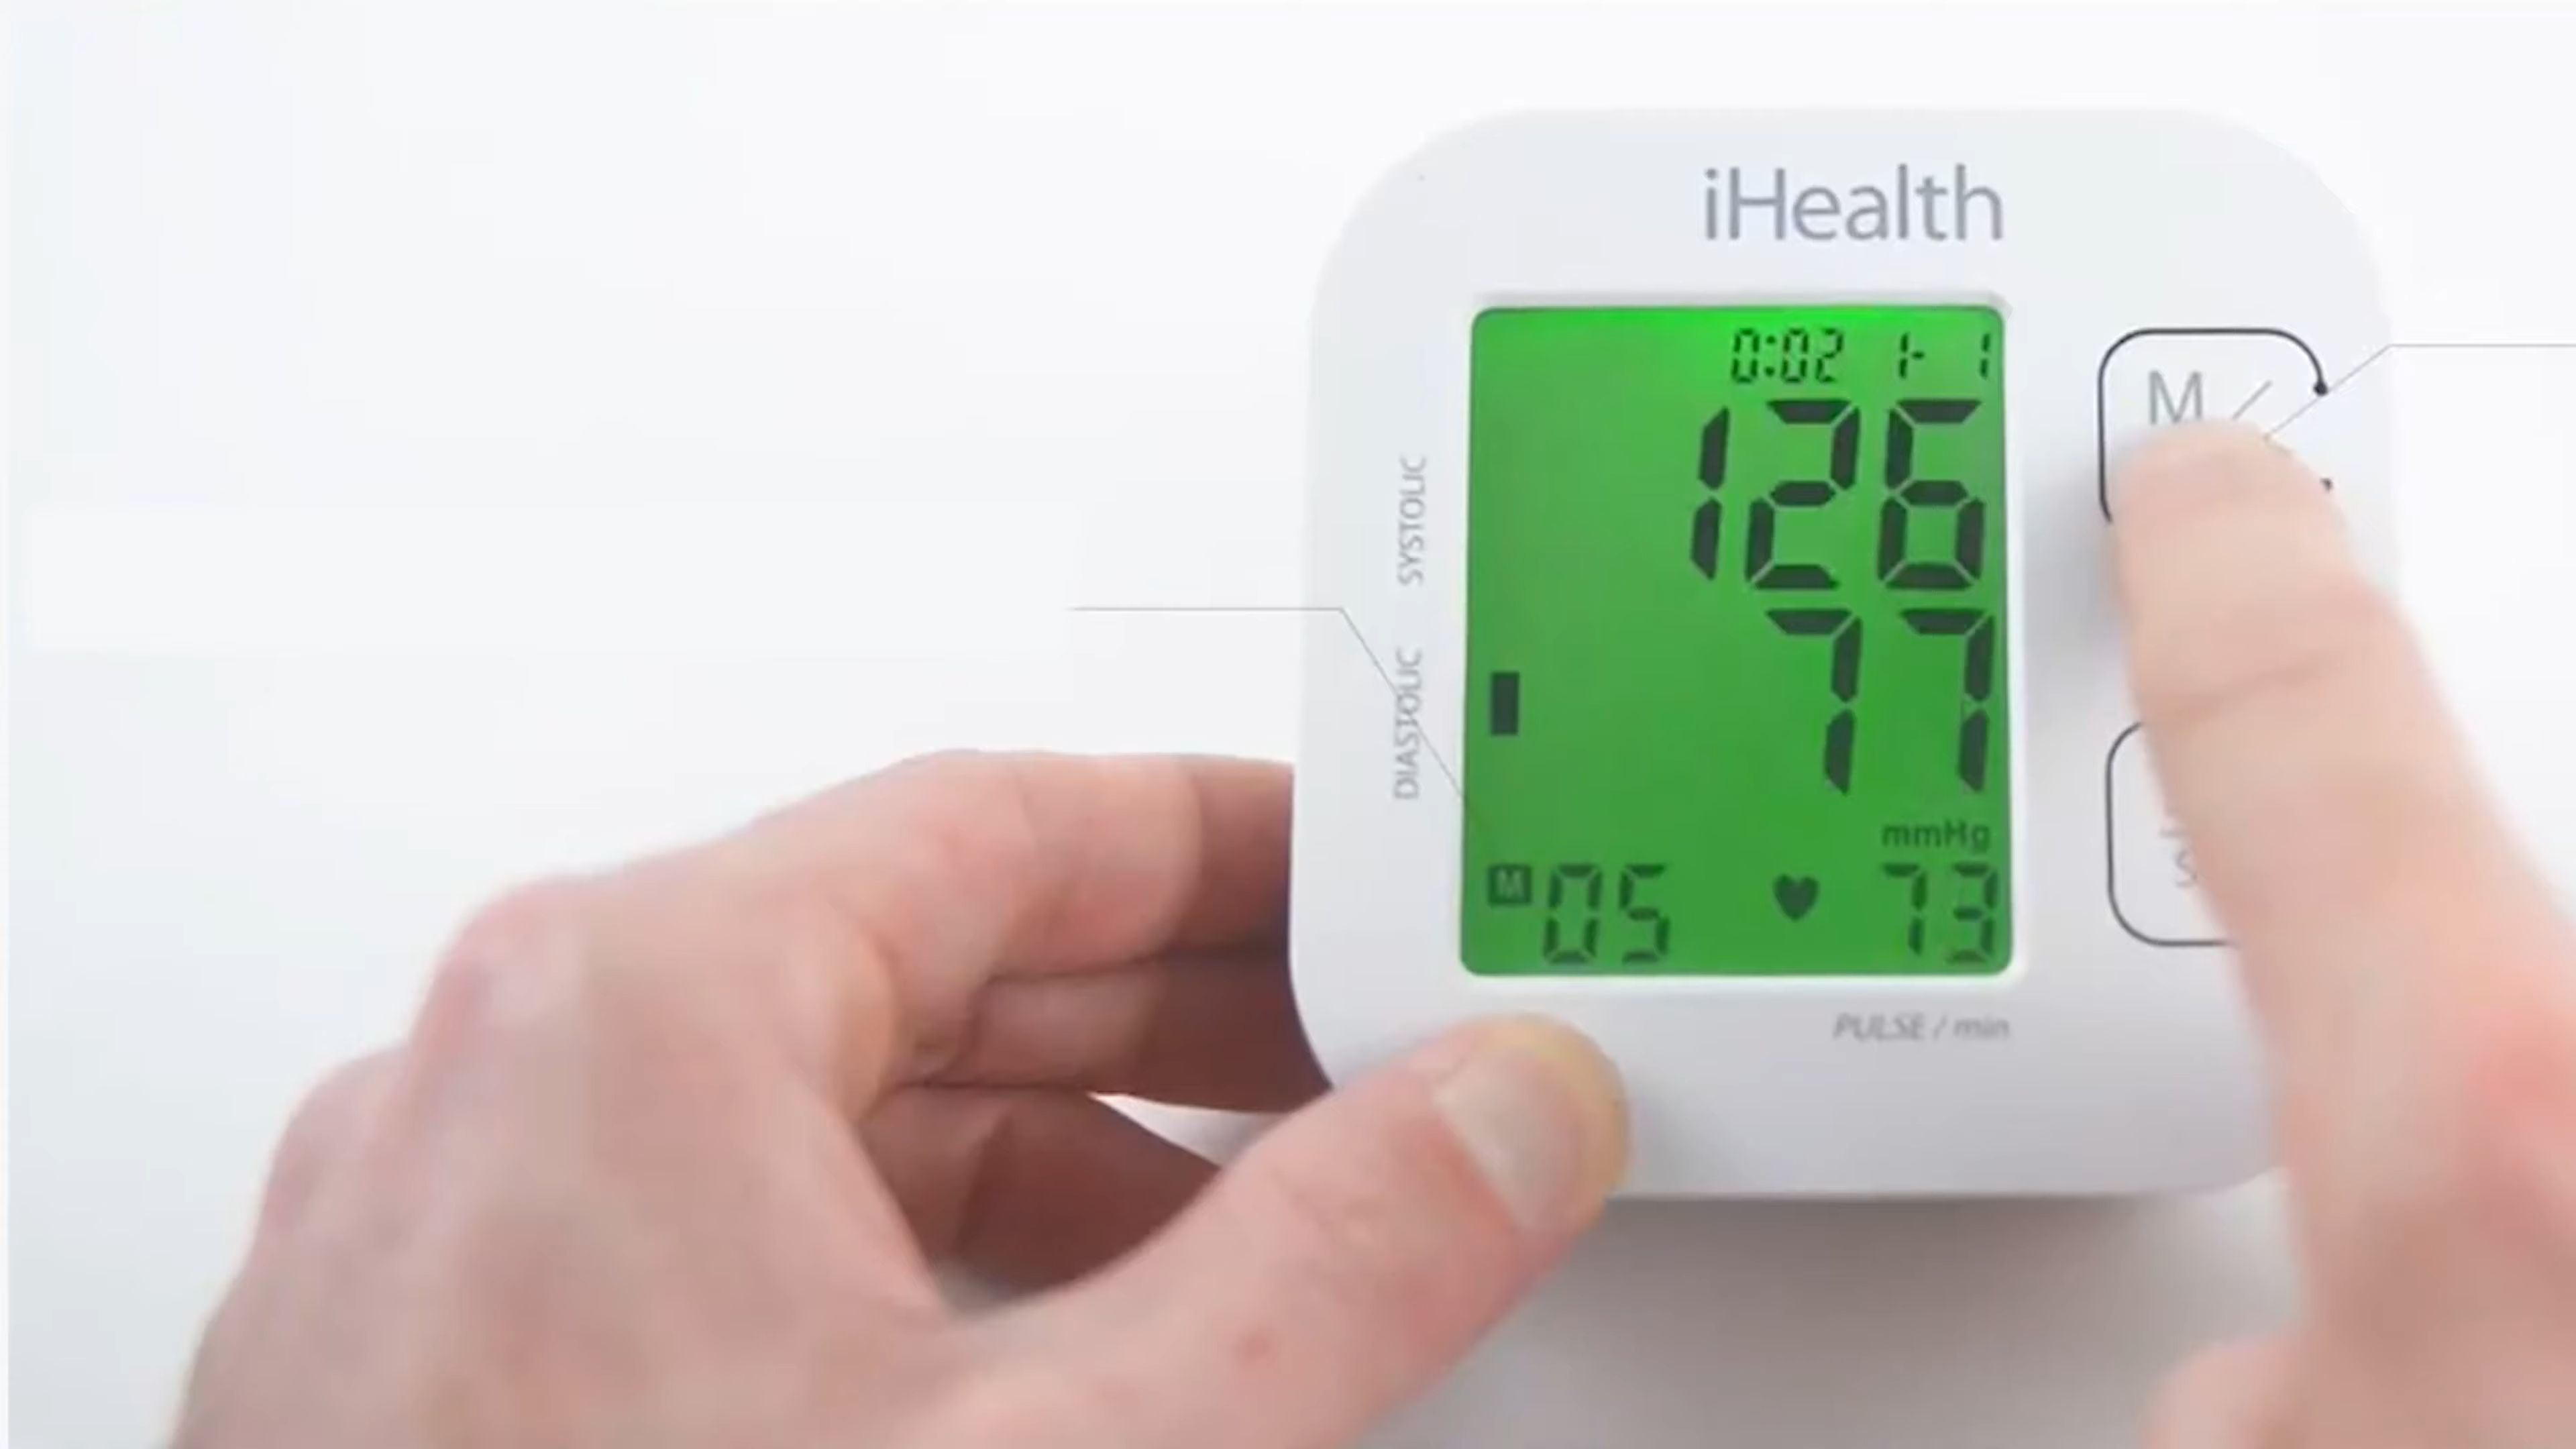 iHealth
0:02 1- 1
SYSTOLIC
126
DIASTOLIC
77
mmHg
M 05 73
PULSE / min
M